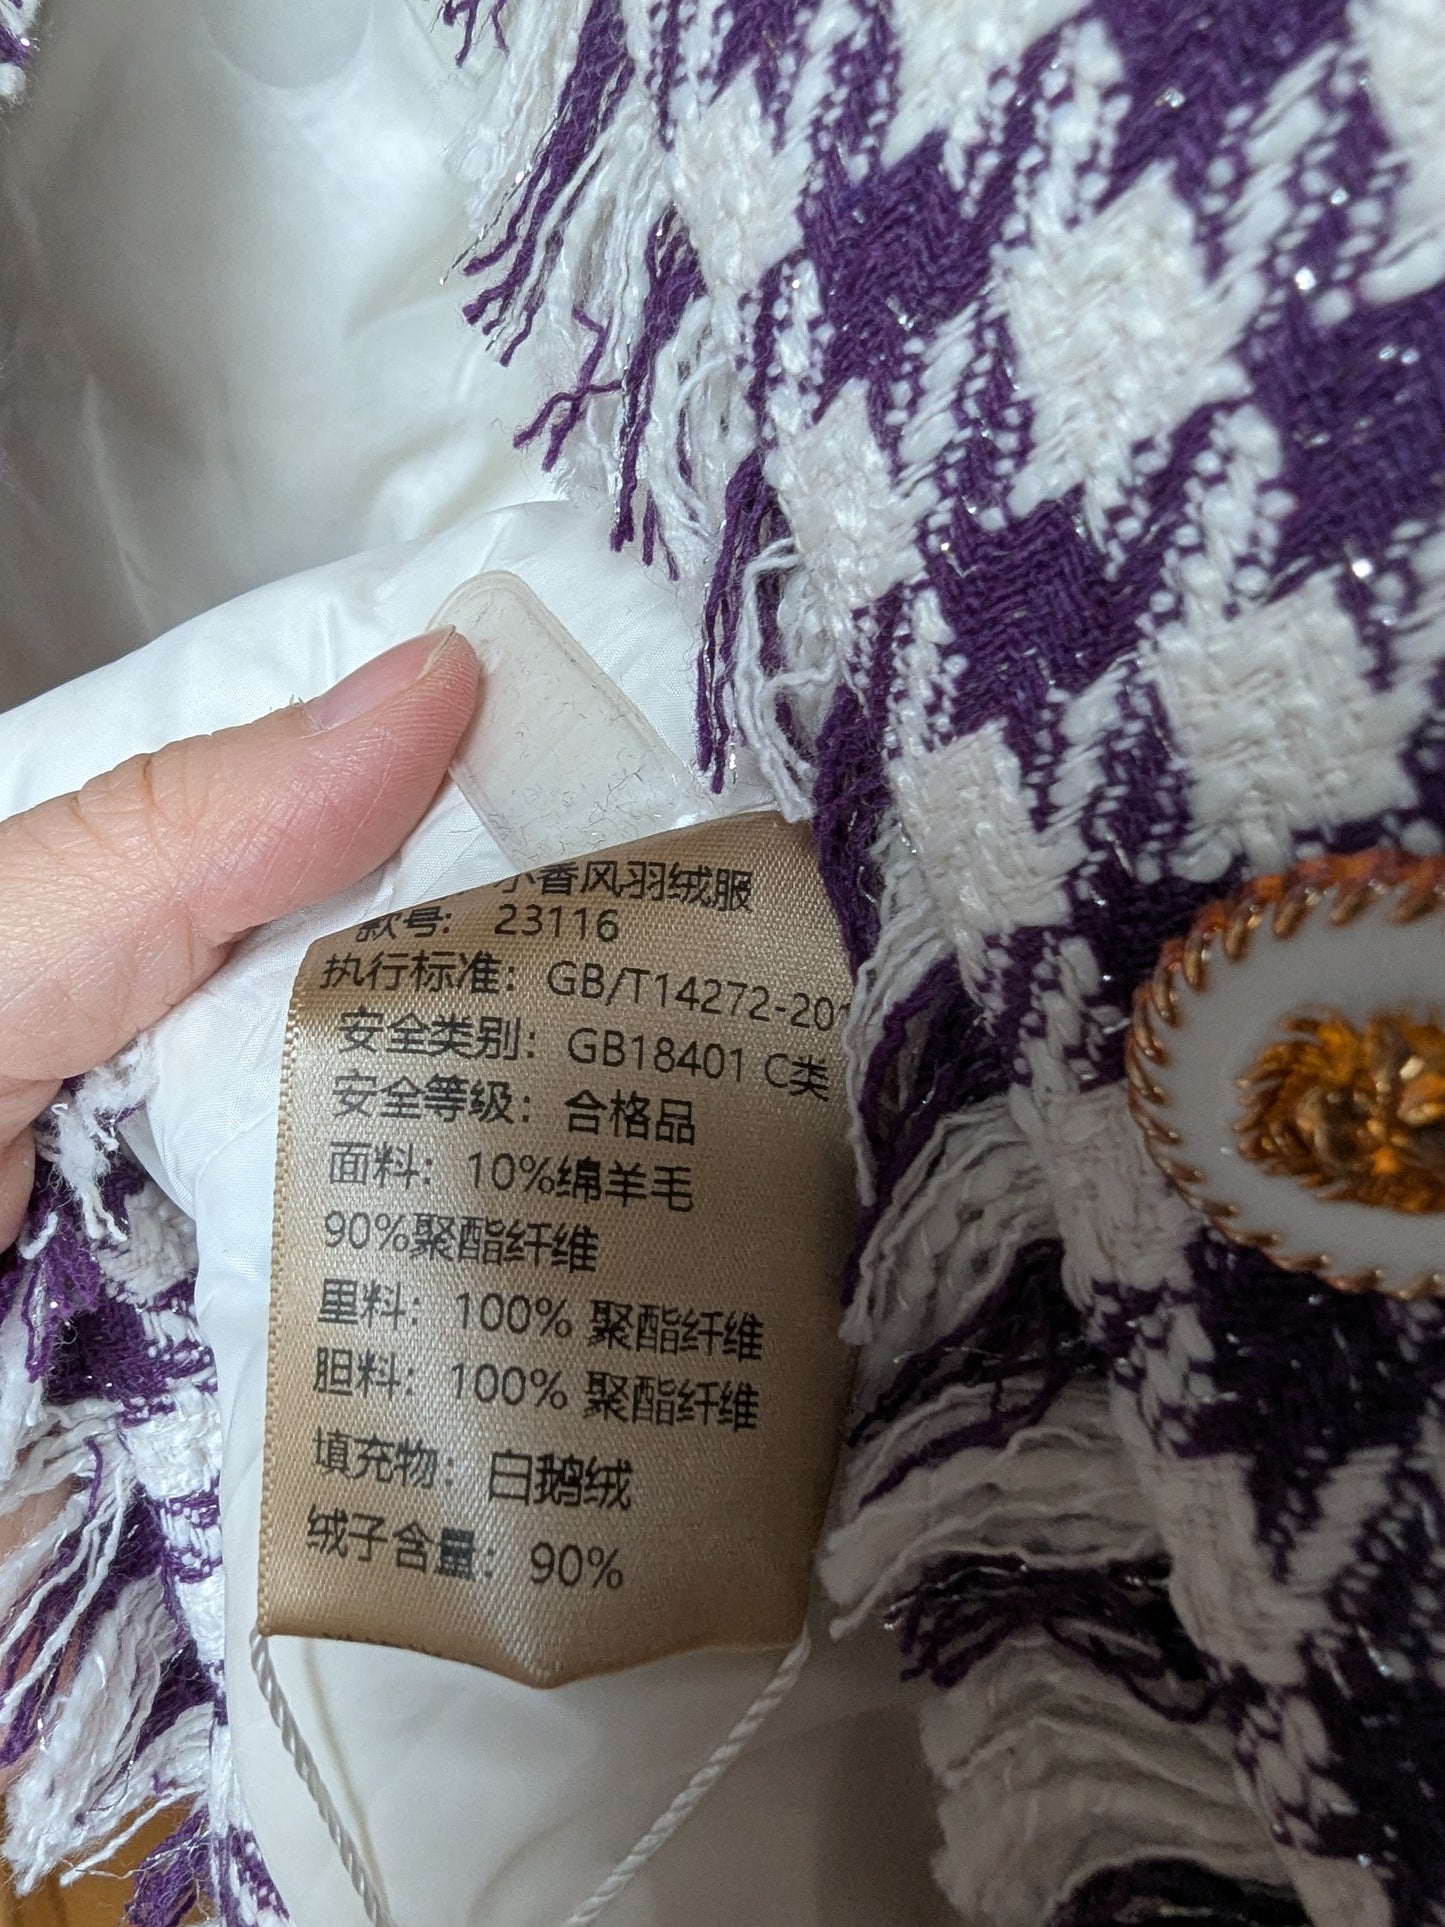 小香风羽绒服
款号: 23116
执行标准: GB/T14272-201
安全类别: GB18401 C类
安全等级: 合格品
面料: 10%绵羊毛
90%聚酯纤维
里料: 100% 聚酯纤维
胆料: 100% 聚酯纤维
填充物: 白鹅绒
绒子含量: 90%